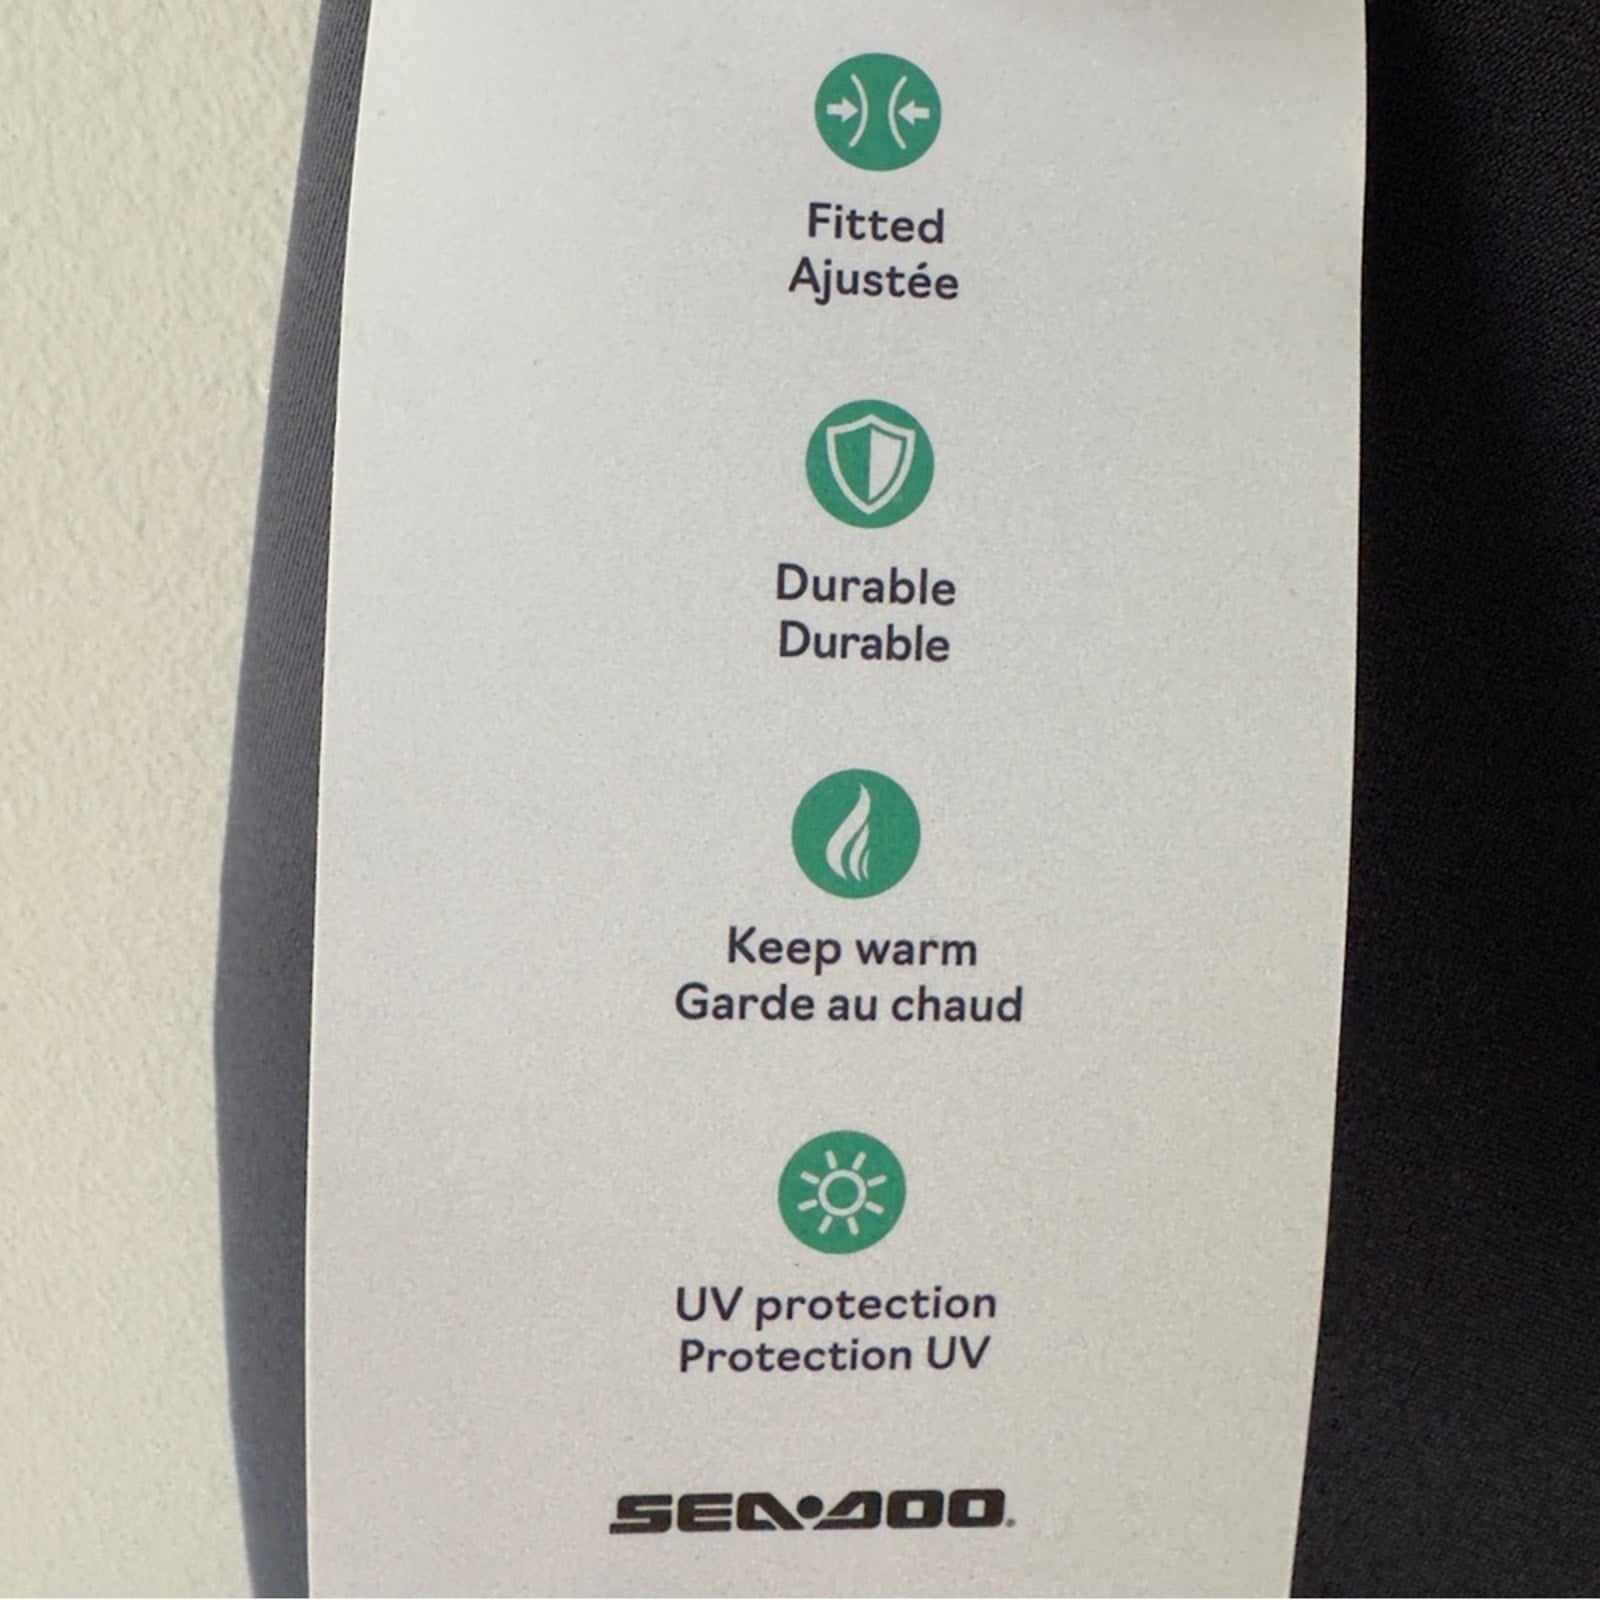 Fitted
Ajustée
Durable
Durable
Keep warm
Garde au chaud
UV protection
Protection UV
SEA·DOO®